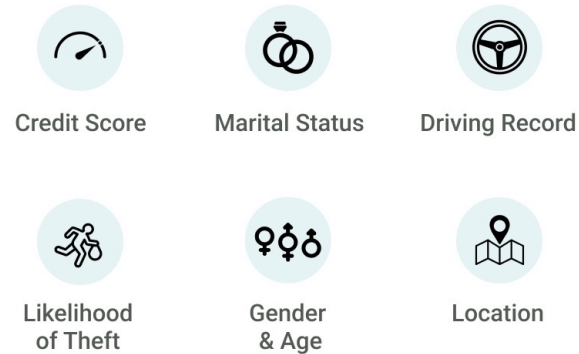 Credit Score
Marital Status
Driving Record
Likelihood
of Theft
Gender
& Age
Location